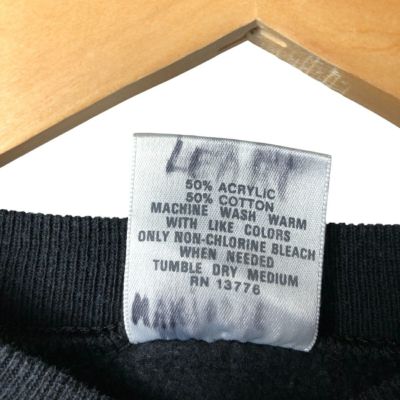 50% ACRYLIC
50% COTTON
MACHINE WASH WARM
WITH LIKE COLORS
ONLY NON-CHLORINE BLEACH
WHEN NEEDED
TUMBLE DRY MEDIUM
RN 13776